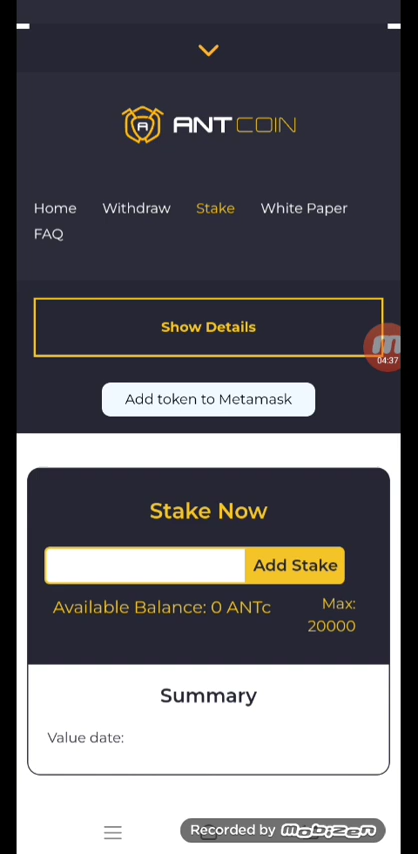 ANTCOIN
Home Withdraw Stake White Paper
FAQ
Show Details
04:37
Add token to Metamask
Stake Now
Add Stake
Available Balance: 0 ANTc
Max:
20000
Summary
Value date:
Recorded by mobizen